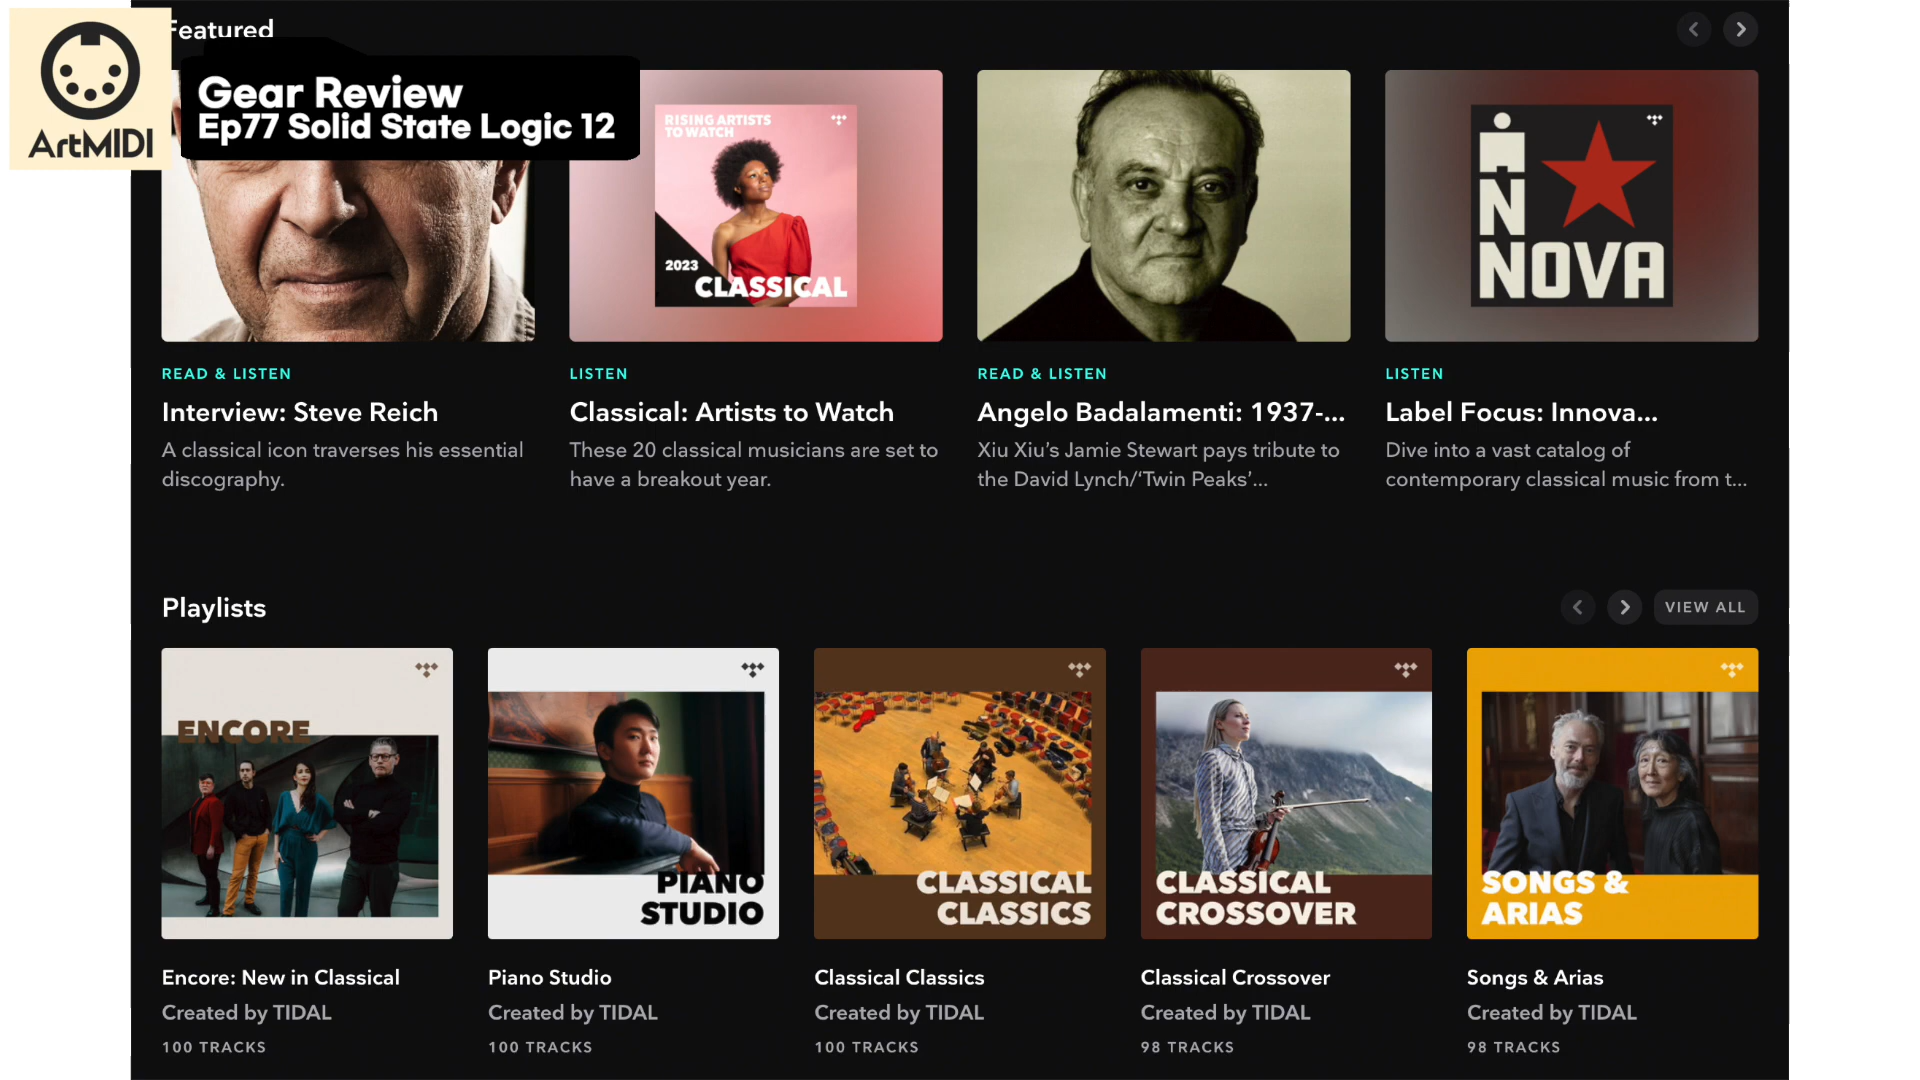 Featured
ArtMIDI
Gear Review
Ep77 Solid State Logic 12
RISING ARTISTS
TO WATCH
2023
CLASSICAL
iNNOVA
READ & LISTEN
Interview: Steve Reich
A classical icon traverses his essential
discography.
LISTEN
Classical: Artists to Watch
These 20 classical musicians are set to
have a breakout year.
READ & LISTEN
Angelo Badalamenti: 1937-...
Xiu Xiu’s Jamie Stewart pays tribute to
the David Lynch/‘Twin Peaks’...
LISTEN
Label Focus: Innova...
Dive into a vast catalog of
contemporary classical music from t...
Playlists
VIEW ALL
ENCORE
PIANO
STUDIO
CLASSICAL
CLASSICS
CLASSICAL
CROSSOVER
SONGS &
ARIAS
Encore: New in Classical
Created by TIDAL
100 TRACKS
Piano Studio
Created by TIDAL
100 TRACKS
Classical Classics
Created by TIDAL
100 TRACKS
Classical Crossover
Created by TIDAL
98 TRACKS
Songs & Arias
Created by TIDAL
98 TRACKS